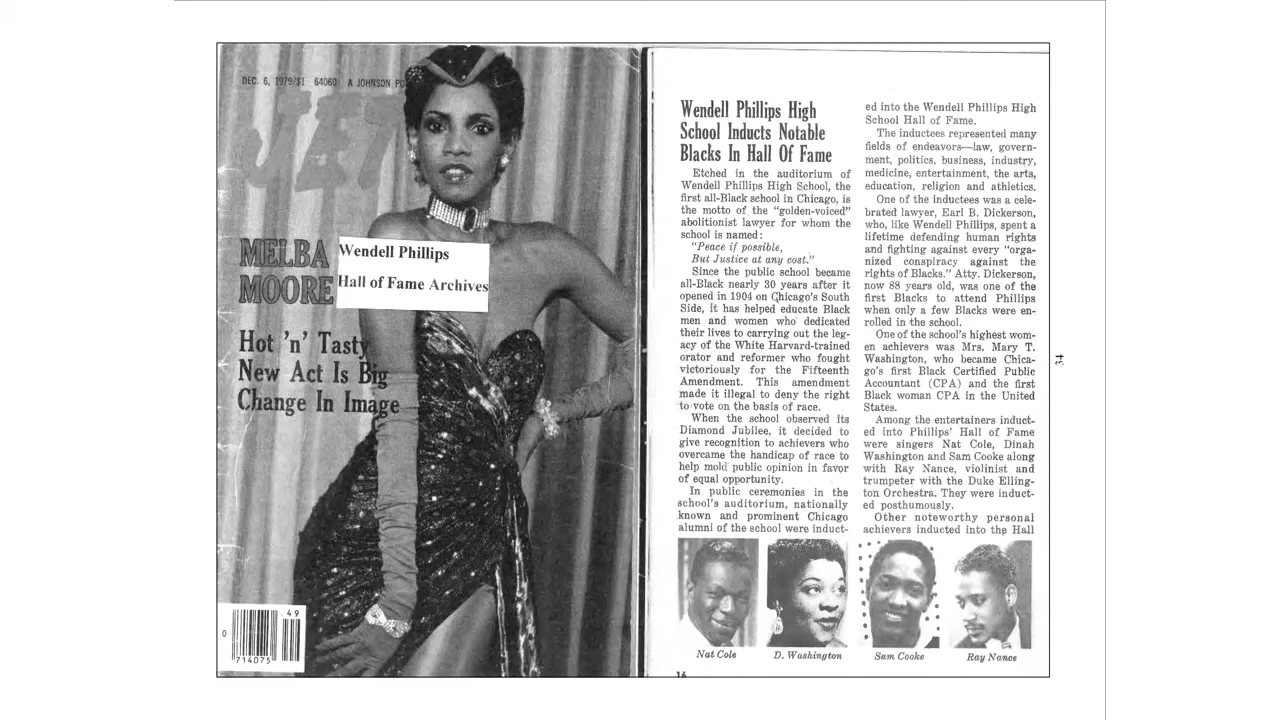 DEC. 6, 1979/$1 64060 A JOHNSON PU
JET
MELBA
MOORE
Wendell Phillips
Hall of Fame Archives
Hot 'n' Tasty
New Act Is Big
Change In Image
49
0
714075
Wendell Phillips High
School Inducts Notable
Blacks In Hall Of Fame
Etched in the auditorium of
Wendell Phillips High School, the
first all-Black school in Chicago, is
the motto of the "golden-voiced"
abolitionist lawyer for whom the
school is named:
"Peace if possible,
But Justice at any cost."
Since the public school became
all-Black nearly 30 years after it
opened in 1904 on Chicago's South
Side, it has helped educate Black
men and women who dedicated
their lives to carrying out the leg-
acy of the White Harvard-trained
orator and reformer who fought
victoriously for the Fifteenth
Amendment. This amendment
made it illegal to deny the right
to vote on the basis of race.
When the school observed its
Diamond Jubilee, it decided to
give recognition to achievers who
overcame the handicap of race to
help mold public opinion in favor
of equal opportunity.
In public ceremonies in the
school's auditorium, nationally
known and prominent Chicago
alumni of the school were induct-
ed into the Wendell Phillips High
School Hall of Fame.
The inductees represented many
fields of endeavors—law, govern-
ment, politics, business, industry,
medicine, entertainment, the arts,
education, religion and athletics.
One of the inductees was a cele-
brated lawyer, Earl B. Dickerson,
who, like Wendell Phillips, spent a
lifetime defending human rights
and fighting against every "orga-
nized conspiracy against the
rights of Blacks." Atty. Dickerson,
now 88 years old, was one of the
first Blacks to attend Phillips
when only a few Blacks were en-
rolled in the school.
One of the school's highest wom-
en achievers was Mrs. Mary T.
Washington, who became Chica-
go's first Black Certified Public
Accountant (CPA) and the first
Black woman CPA in the United
States.
Among the entertainers induct-
ed into Phillips' Hall of Fame
were singers Nat Cole, Dinah
Washington and Sam Cooke along
with Ray Nance, violinist and
trumpeter with the Duke Elling-
ton Orchestra. They were induct-
ed posthumously.
Other noteworthy personal
achievers inducted into the Hall
Nat Cole
D. Washington
Sam Cooke
Ray Nance
16
34